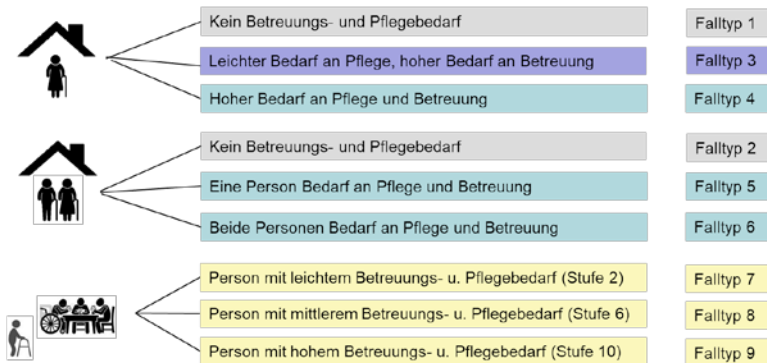 Kein Betreuungs- und Pflegebedarf Falltyp 1
Leichter Bedarf an Pflege, hoher Bedarf an Betreuung Falltyp 3
Hoher Bedarf an Pflege und Betreuung Falltyp 4
Kein Betreuungs- und Pflegebedarf Falltyp 2
Eine Person Bedarf an Pflege und Betreuung Falltyp 5
Beide Personen Bedarf an Pflege und Betreuung Falltyp 6
Person mit leichtem Betreuungs- u. Pflegebedarf (Stufe 2) Falltyp 7
Person mit mittlerem Betreuungs- u. Pflegebedarf (Stufe 6) Falltyp 8
Person mit hohem Betreuungs- u. Pflegebedarf (Stufe 10) Falltyp 9